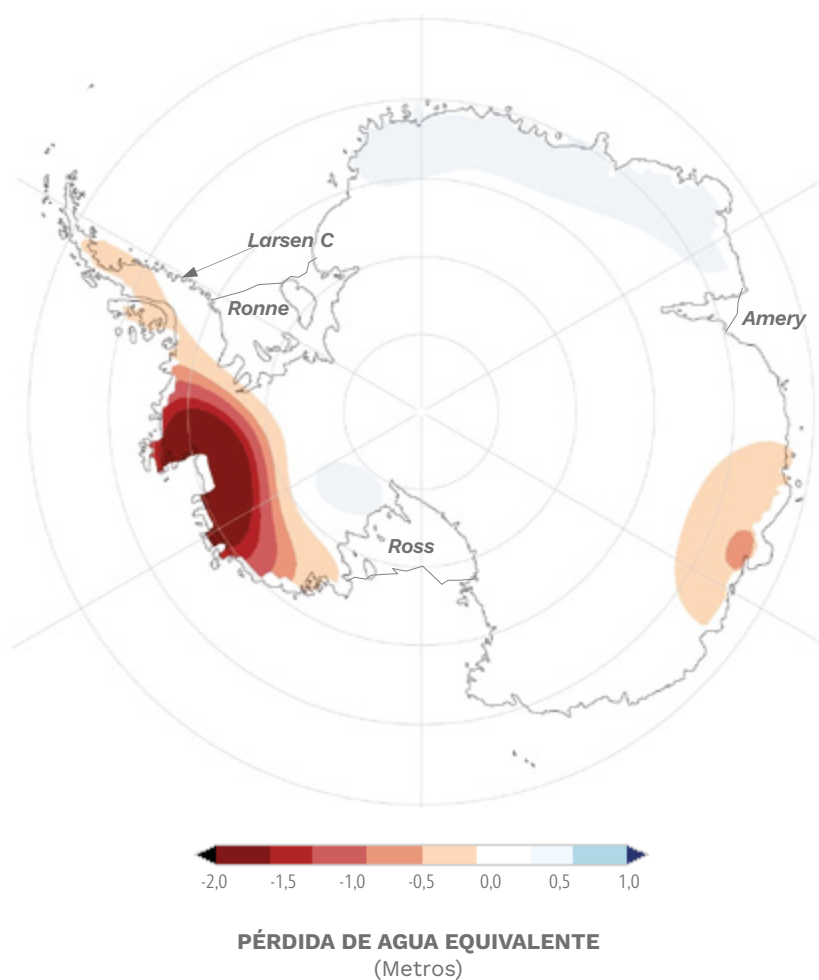 Larsen C
Ronne
Amery
Ross
-2,0 -1,5 -1,0 -0,5 0,0 0,5 1,0
PÉRDIDA DE AGUA EQUIVALENTE
(Metros)